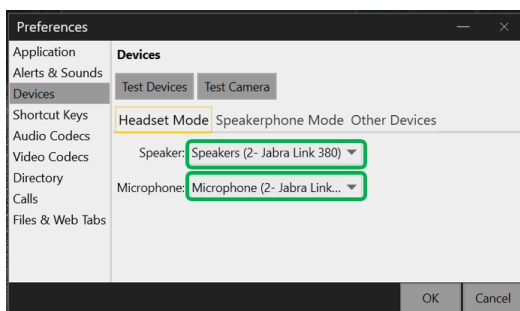 Preferences
Application
Alerts & Sounds
Devices
Shortcut Keys
Audio Codecs
Video Codecs
Directory
Calls
Files & Web Tabs
Devices
Test Devices Test Camera
Headset Mode Speakerphone Mode Other Devices
Speaker: Speakers (2- Jabra Link 380)
Microphone: Microphone (2- Jabra Link...
OK Cancel